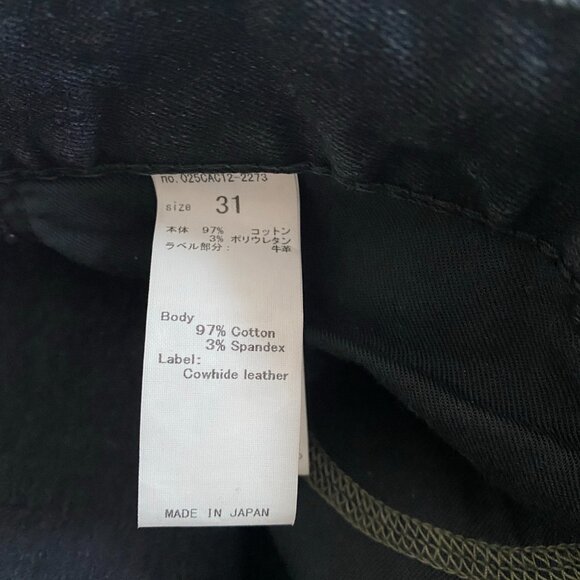 no.025CAC12-2273
size 31
本体 97% コットン
3% ポリウレタン
ラベル部分： 牛革
Body
97% Cotton
3% Spandex
Label:
Cowhide leather
MADE IN JAPAN